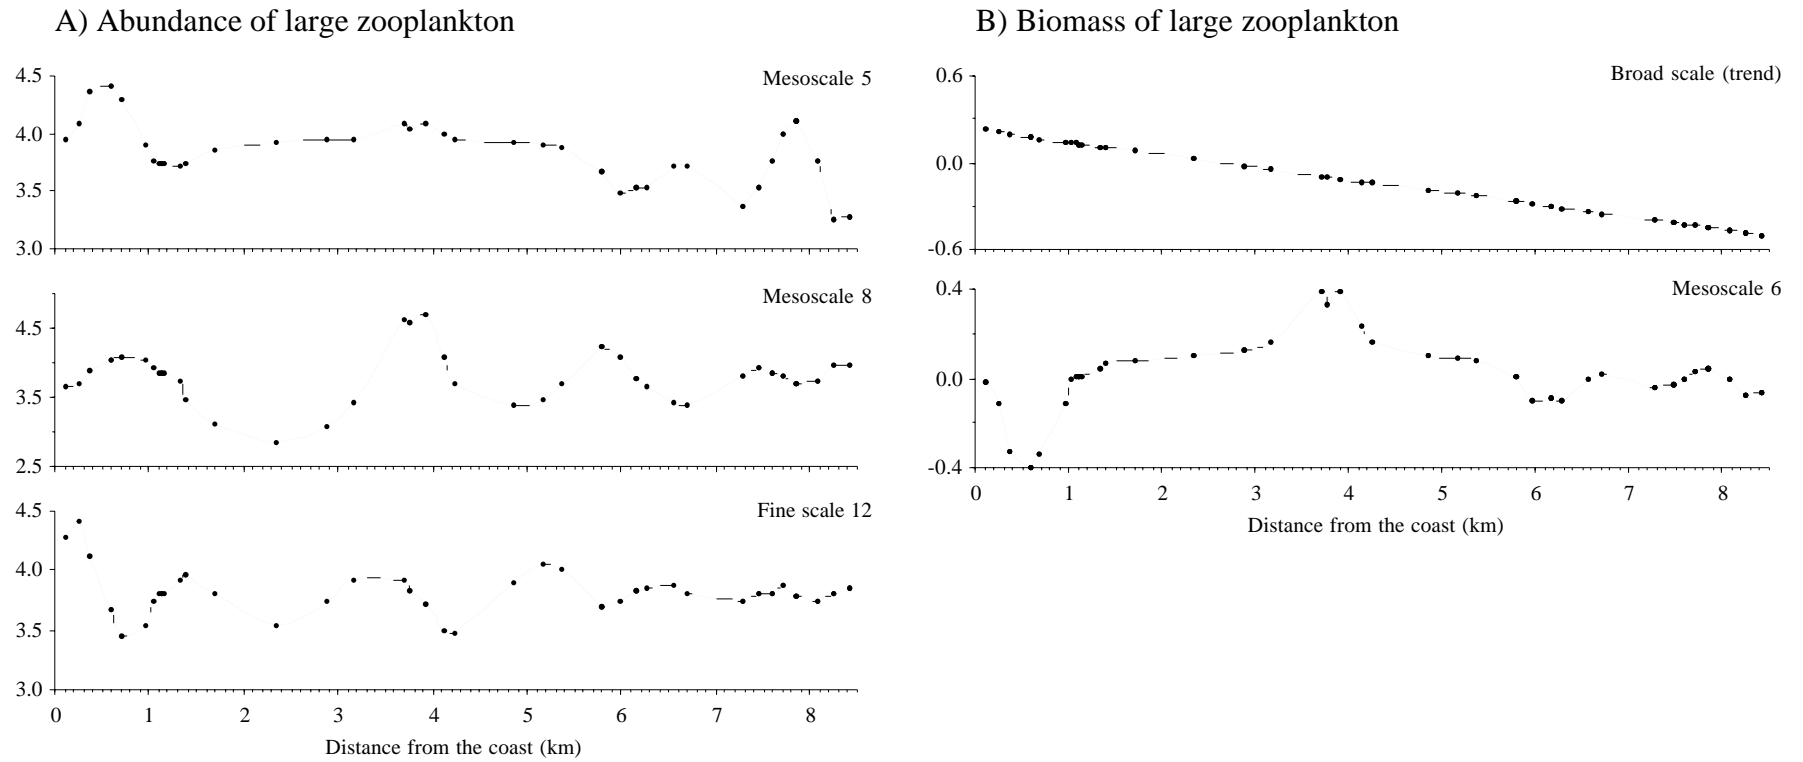 A) Abundance of large zooplankton
Mesoscale 5
4.5
4.0
3.5
3.0
Mesoscale 8
4.5
3.5
2.5
Fine scale 12
4.5
4.0
3.5
3.0
0 1 2 3 4 5 6 7 8
Distance from the coast (km)
B) Biomass of large zooplankton
Broad scale (trend)
0.6
0.0
-0.6
Mesoscale 6
0.4
0.0
-0.4
0 1 2 3 4 5 6 7 8
Distance from the coast (km)